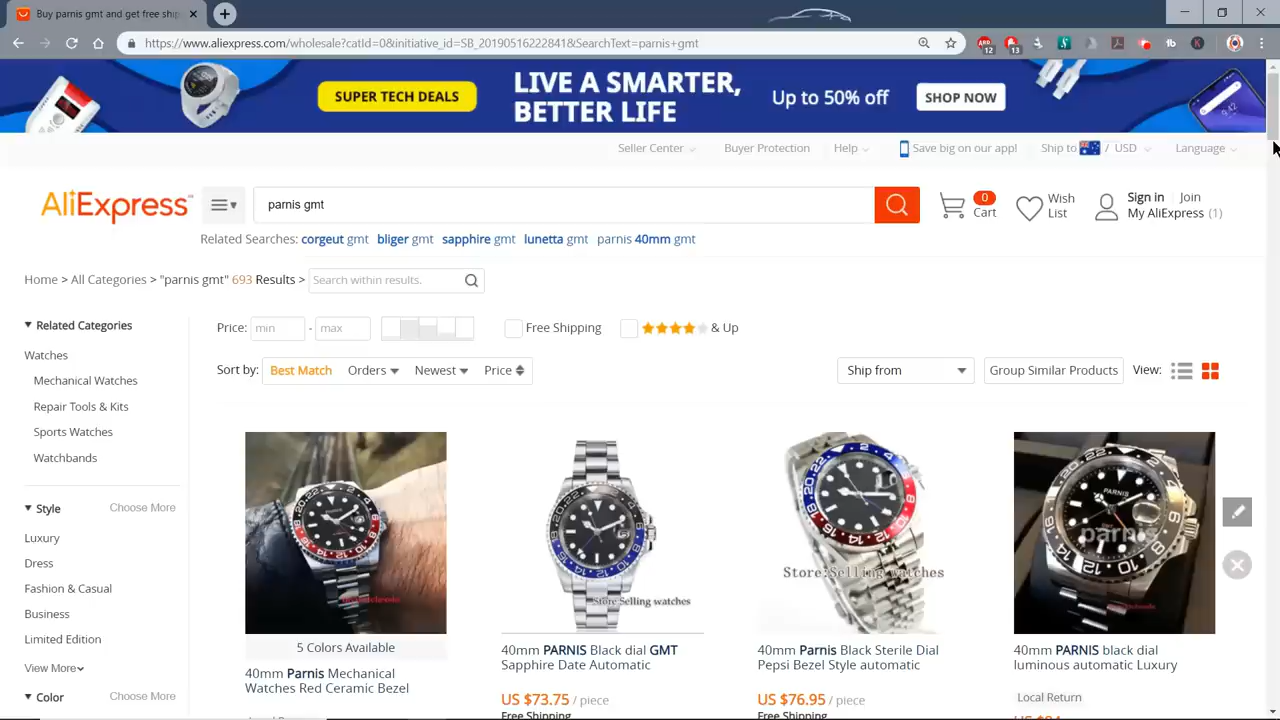 Buy parnis gmt and get free ship
https://www.aliexpress.com/wholesale?catId=0&initiative_id=SB_20190516222841&SearchText=parnis+gmt
12
13
SUPER TECH DEALS
LIVE A SMARTER,
BETTER LIFE
Up to 50% off
SHOP NOW
Seller Center
Buyer Protection
Help
Save big on our app!
Ship to / USD
Language
AliExpress
parnis gmt
0
Cart
Wish
List
Sign in
Join
My AliExpress (1)
Related Searches: corgeut gmt bliger gmt sapphire gmt lunetta gmt parnis 40mm gmt
Home > All Categories > "parnis gmt" 693 Results >
Search within results.
Related Categories
Price: min - max
Free Shipping
& Up
Watches
Mechanical Watches
Repair Tools & Kits
Sports Watches
Watchbands
Sort by: Best Match Orders Newest Price
Ship from
Group Similar Products
View:
Style
Choose More
Luxury
Dress
Fashion & Casual
Business
Limited Edition
View More
Color
Choose More
PARNIS
Store Selling watches
Store:Selling watches
PARNIS
parnis
5 Colors Available
40mm Parnis Mechanical
Watches Red Ceramic Bezel
40mm PARNIS Black dial GMT
Sapphire Date Automatic
US $73.75 / piece
Free Shipping
40mm Parnis Black Sterile Dial
Pepsi Bezel Style automatic
US $76.95 / piece
Free Shipping
40mm PARNIS black dial
luminous automatic Luxury
Local Return